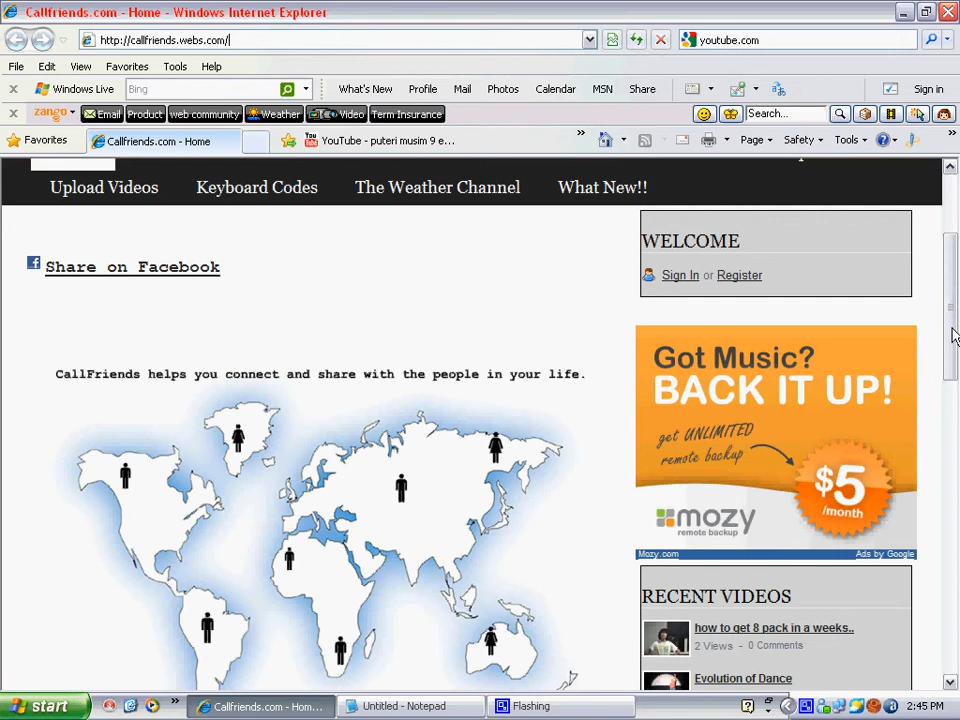 Callfriends.com - Home - Windows Internet Explorer
http://callfriends.webs.com/
youtube.com
File Edit View Favorites Tools Help
x Windows Live Bing What's New Profile Mail Photos Calendar MSN Share Sign in
x zango Email Product web community Weather Video Term Insurance Search...
Favorites Callfriends.com - Home YouTube - puteri musim 9 e... Page Safety Tools
Upload Videos Keyboard Codes The Weather Channel What New!!
WELCOME
Sign In or Register
Share on Facebook
CallFriends helps you connect and share with the people in your life.
Got Music?
BACK IT UP!
get UNLIMITED
remote backup
$5
/month
mozy
remote backup
Mozy.com Ads by Google
RECENT VIDEOS
how to get 8 pack in a weeks..
2 Views - 0 Comments
Evolution of Dance
start Callfriends.com - Hom... Untitled - Notepad Flashing 2:45 PM